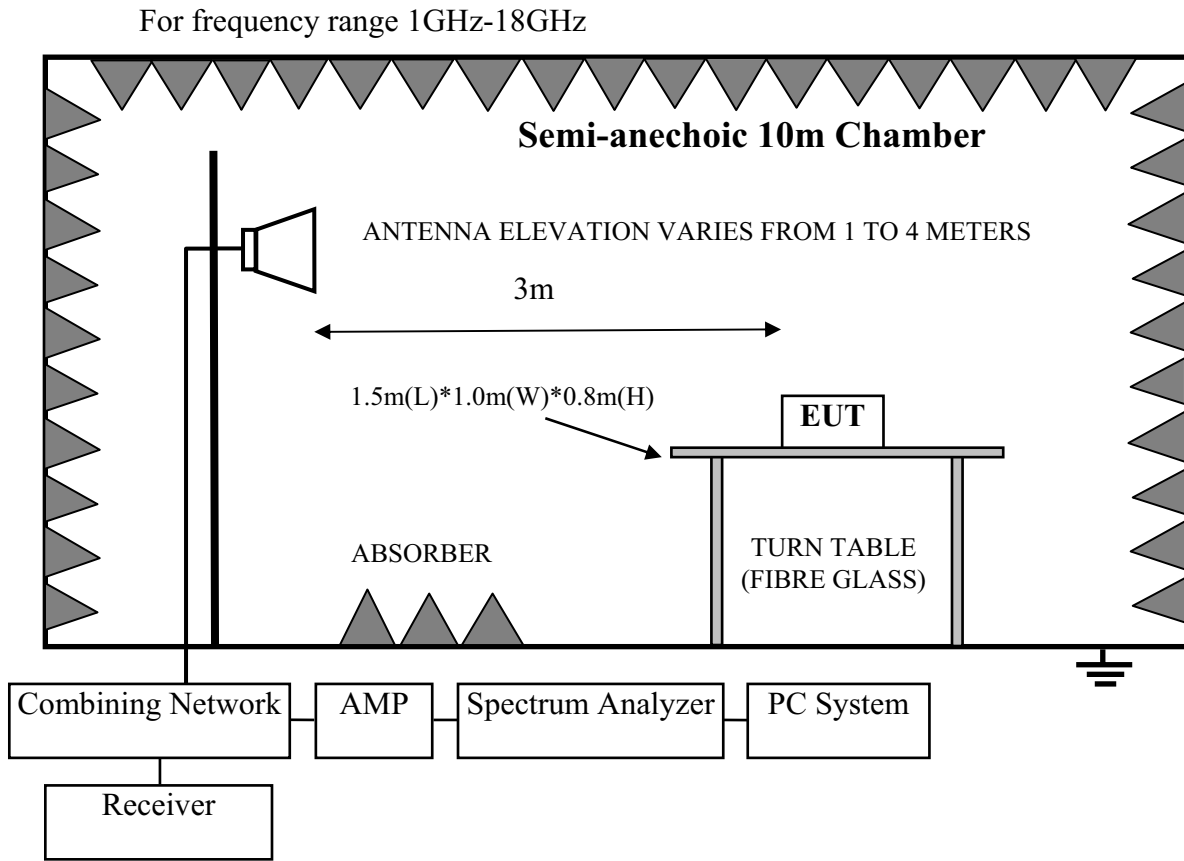 For frequency range 1GHz-18GHz
Semi-anechoic 10m Chamber
ANTENNA ELEVATION VARIES FROM 1 TO 4 METERS
3m
1.5m(L)*1.0m(W)*0.8m(H)
EUT
ABSORBER
TURN TABLE
(FIBRE GLASS)
Combining Network
AMP
Spectrum Analyzer
PC System
Receiver